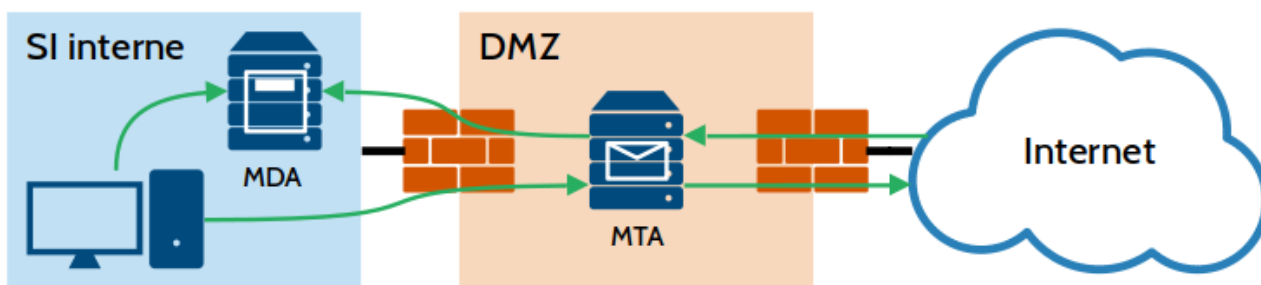 SI interne
MDA
DMZ
MTA
Internet